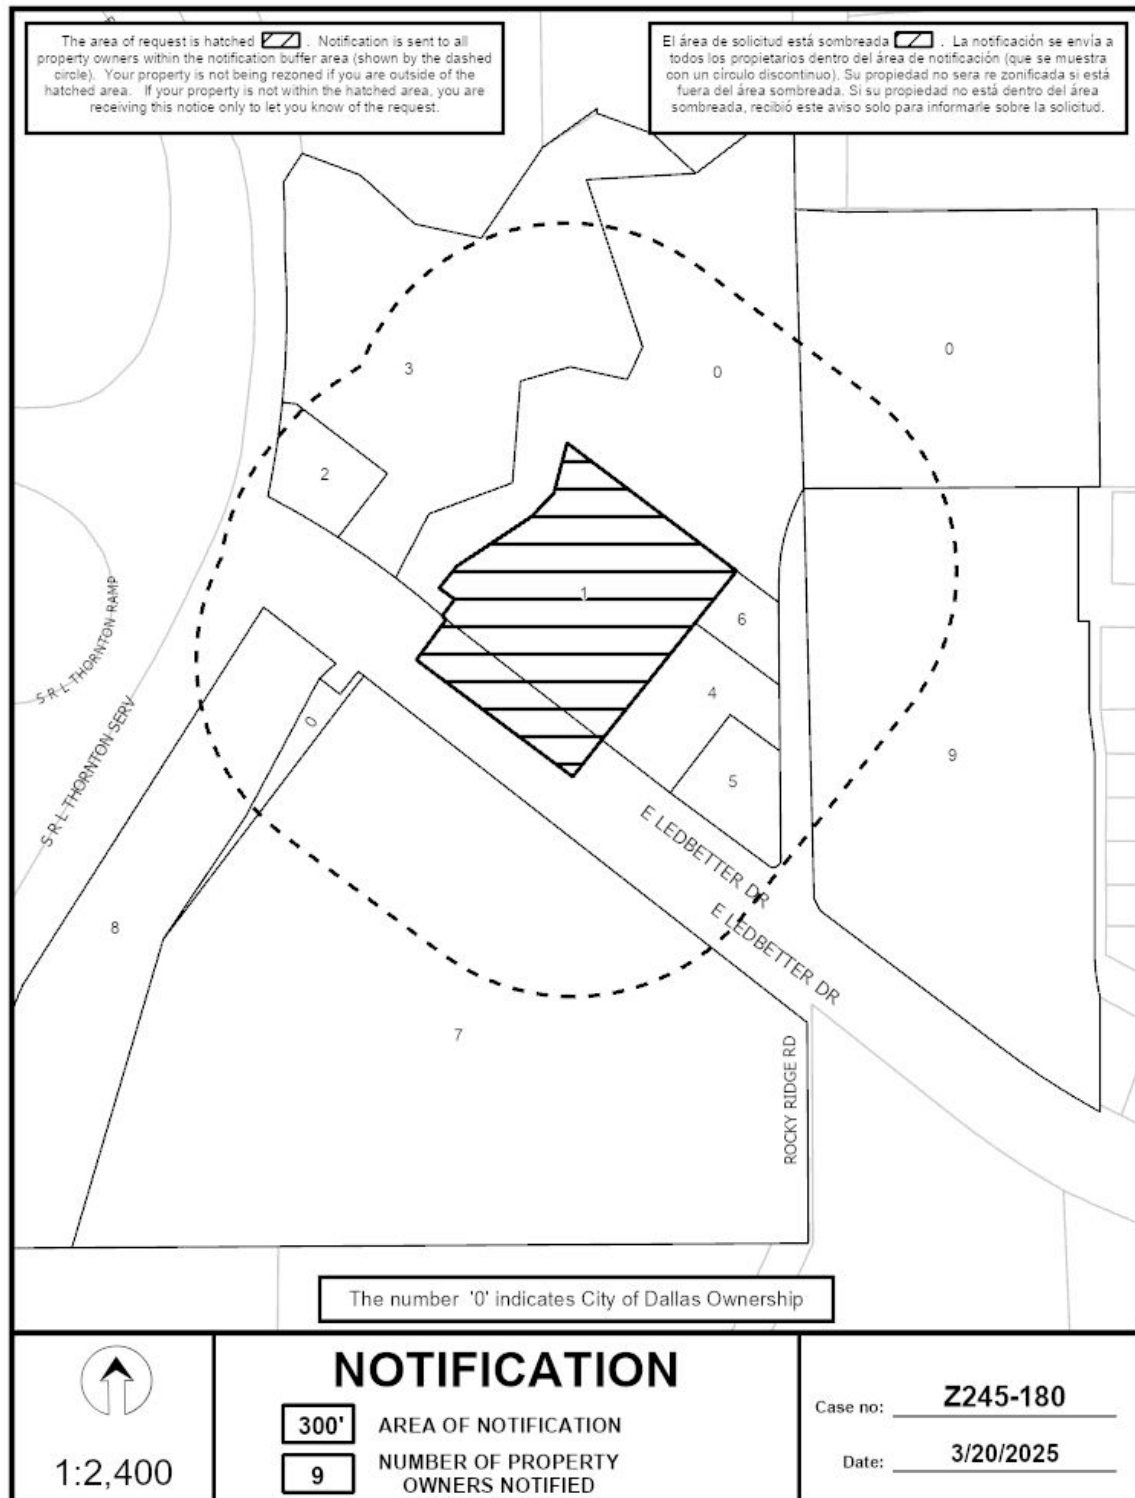 The area of request is hatched . Notification is sent to all
property owners within the notification buffer area (shown by the dashed
circle). Your property is not being rezoned if you are outside of the
hatched area. If your property is not within the hatched area, you are
receiving this notice only to let you know of the request.
El área de solicitud está sombreada . La notificación se envía a
todos los propietarios dentro del área de notificación (que se muestra
con un círculo discontinuo). Su propiedad no sera re zonificada si está
fuera del área sombreada. Si su propiedad no está dentro del área
sombreada, recibió este aviso solo para informarle sobre la solicitud.
3
0
0
2
1
6
S R L THORNTON RAMP
4
0
S R L THORNTON SERV
5
9
E LEDBETTER DR
E LEDBETTER DR
8
7
ROCKY RIDGE RD
The number '0' indicates City of Dallas Ownership
1:2,400
NOTIFICATION
300' AREA OF NOTIFICATION
9 NUMBER OF PROPERTY
OWNERS NOTIFIED
Case no: Z245-180
Date: 3/20/2025